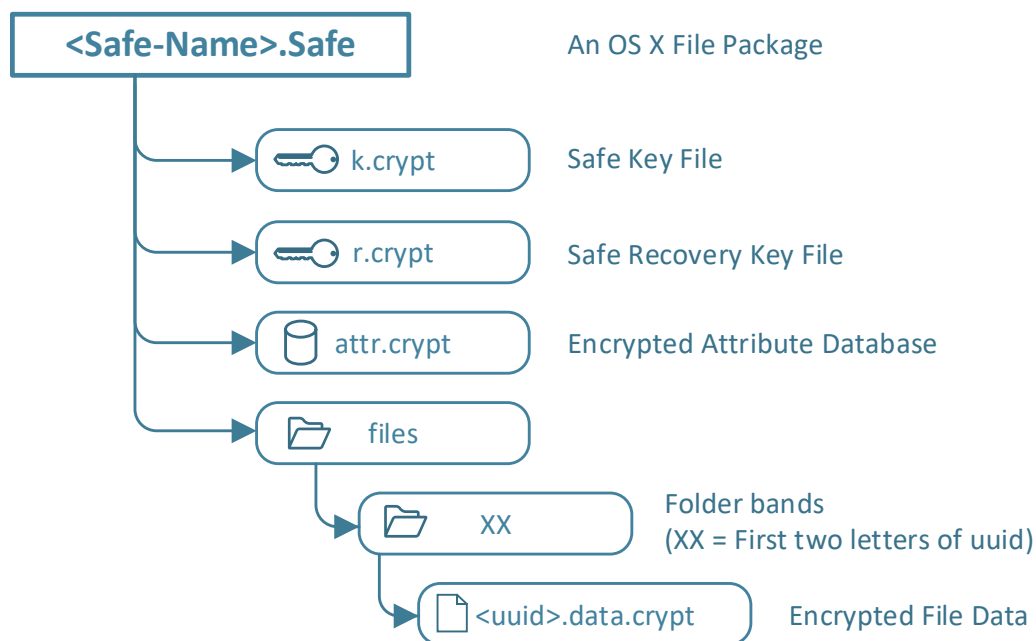 <Safe-Name>.Safe An OS X File Package
k.crypt Safe Key File
r.crypt Safe Recovery Key File
attr.crypt Encrypted Attribute Database
files
XX Folder bands
(XX = First two letters of uuid)
<uuid>.data.crypt Encrypted File Data